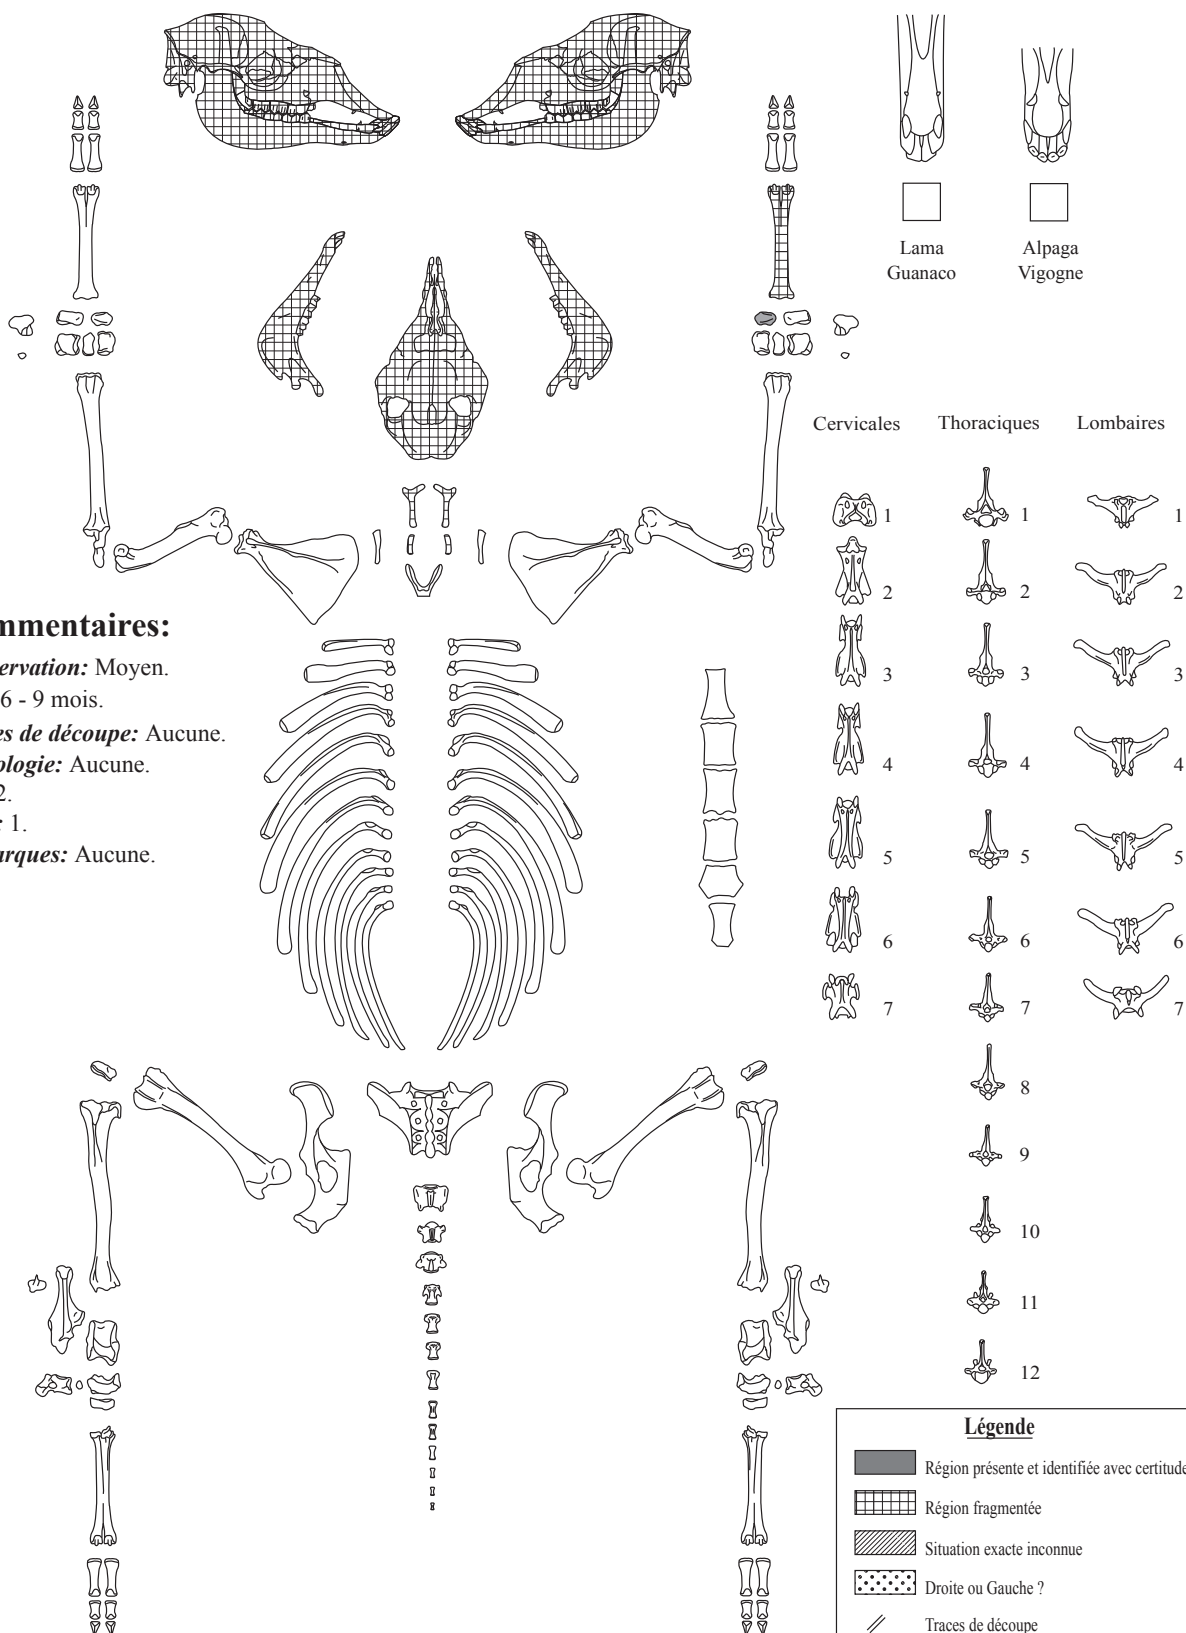 Lama
Guanaco
Alpaga
Vigogne
Cervicales
Thoraciques
Lombaires
1
2
3
4
5
6
7
1
2
3
4
5
6
7
8
9
10
11
12
1
2
3
4
5
6
7
mmentaires:
servation: Moyen.
6 - 9 mois.
es de découpe: Aucune.
ologie: Aucune.
2.
: 1.
arques: Aucune.
Légende
Région présente et identifiée avec certitude
Région fragmentée
Situation exacte inconnue
Droite ou Gauche ?
Traces de découpe